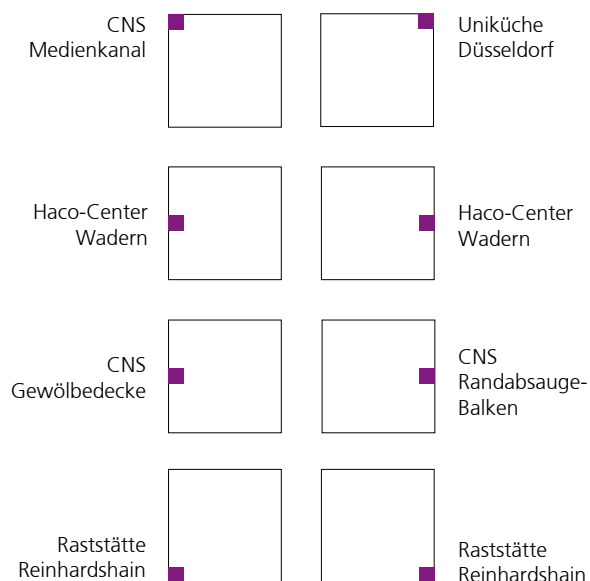 CNS
Medienkanal
Uniküche
Düsseldorf
Haco-Center
Wadern
Haco-Center
Wadern
CNS
Gewölbedecke
CNS
Randabsauge-
Balken
Raststätte
Reinhardshain
Raststätte
Reinhardshain